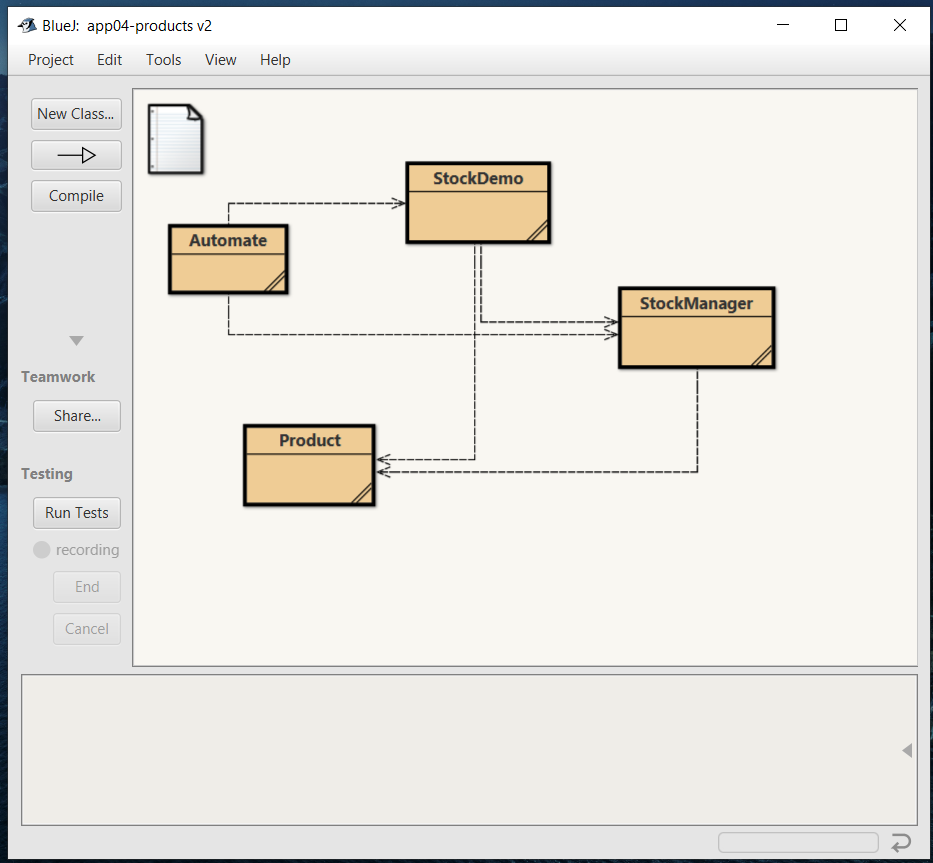 BlueJ:  app04-products v2
Project Edit Tools View Help
New Class...
Compile
Teamwork
Share...
Testing
Run Tests
recording
End
Cancel
StockDemo
Automate
StockManager
Product